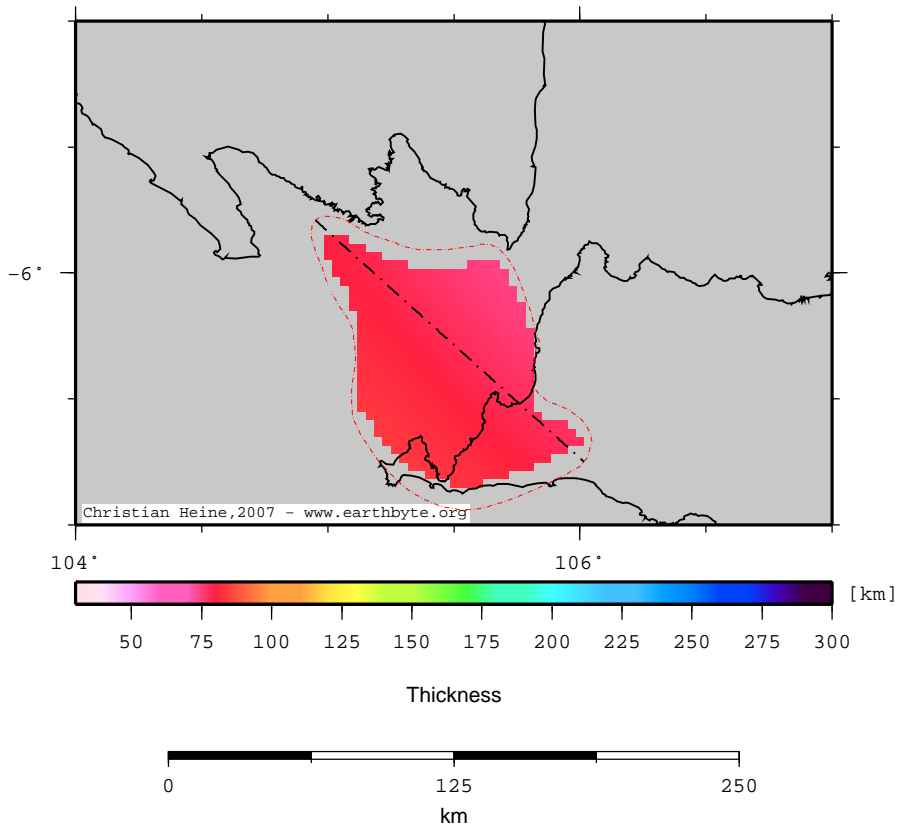 -6°
Christian Heine,2007 - www.earthbyte.org
104° 106°
[km]
50 75 100 125 150 175 200 225 250 275 300
Thickness
0 125 250
km